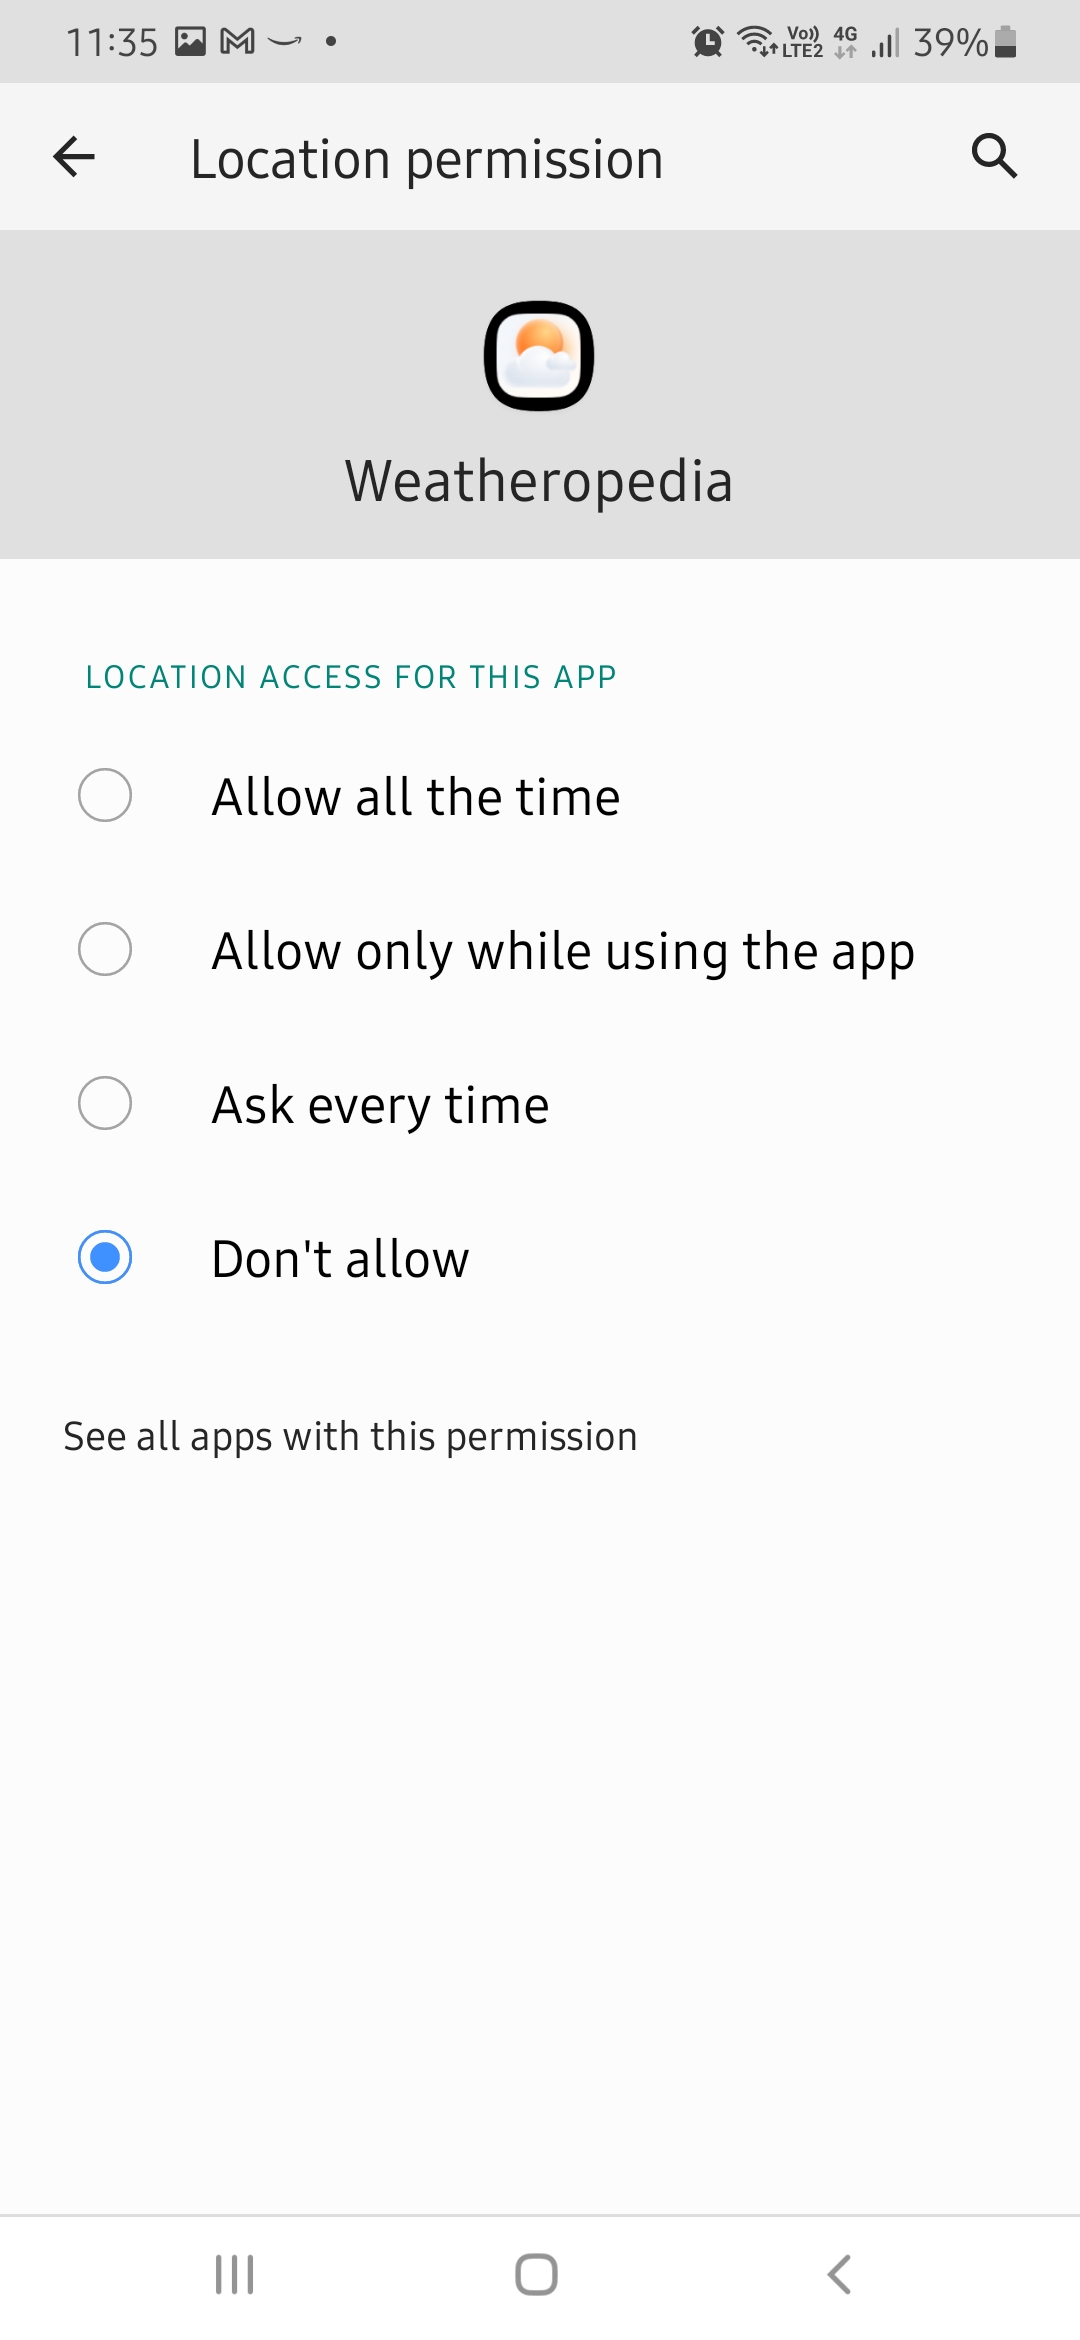 11:35 Vo)) LTE2 4G 39%
Location permission
Weatheropedia
LOCATION ACCESS FOR THIS APP
Allow all the time
Allow only while using the app
Ask every time
Don't allow
See all apps with this permission